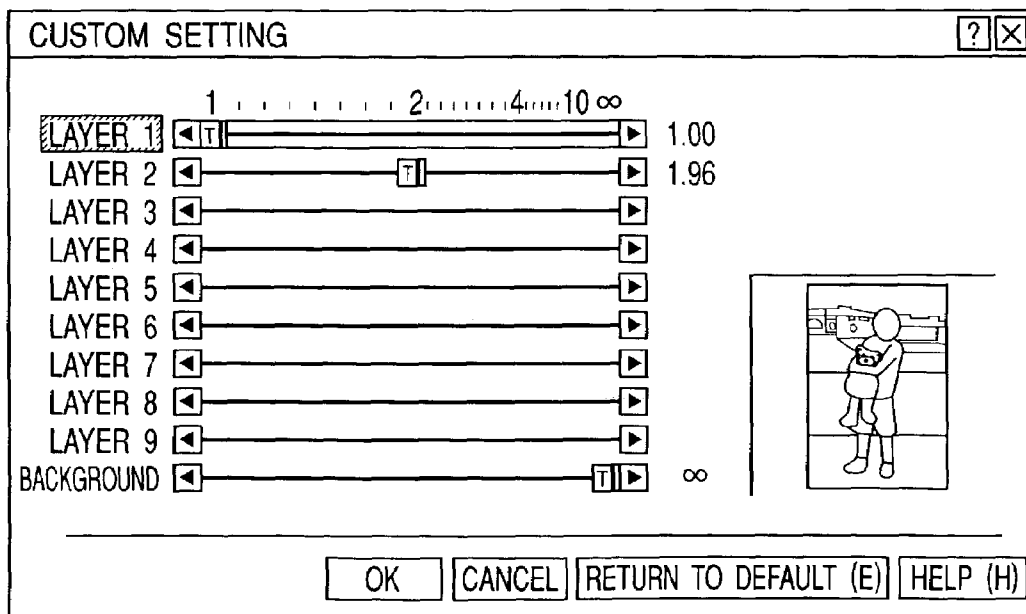 CUSTOM SETTING ? ×
1 2 4 10 ∞
LAYER 1 T 1.00
LAYER 2 T 1.96
LAYER 3
LAYER 4
LAYER 5
LAYER 6
LAYER 7
LAYER 8
LAYER 9
BACKGROUND T ∞
OK CANCEL RETURN TO DEFAULT (E) HELP (H)